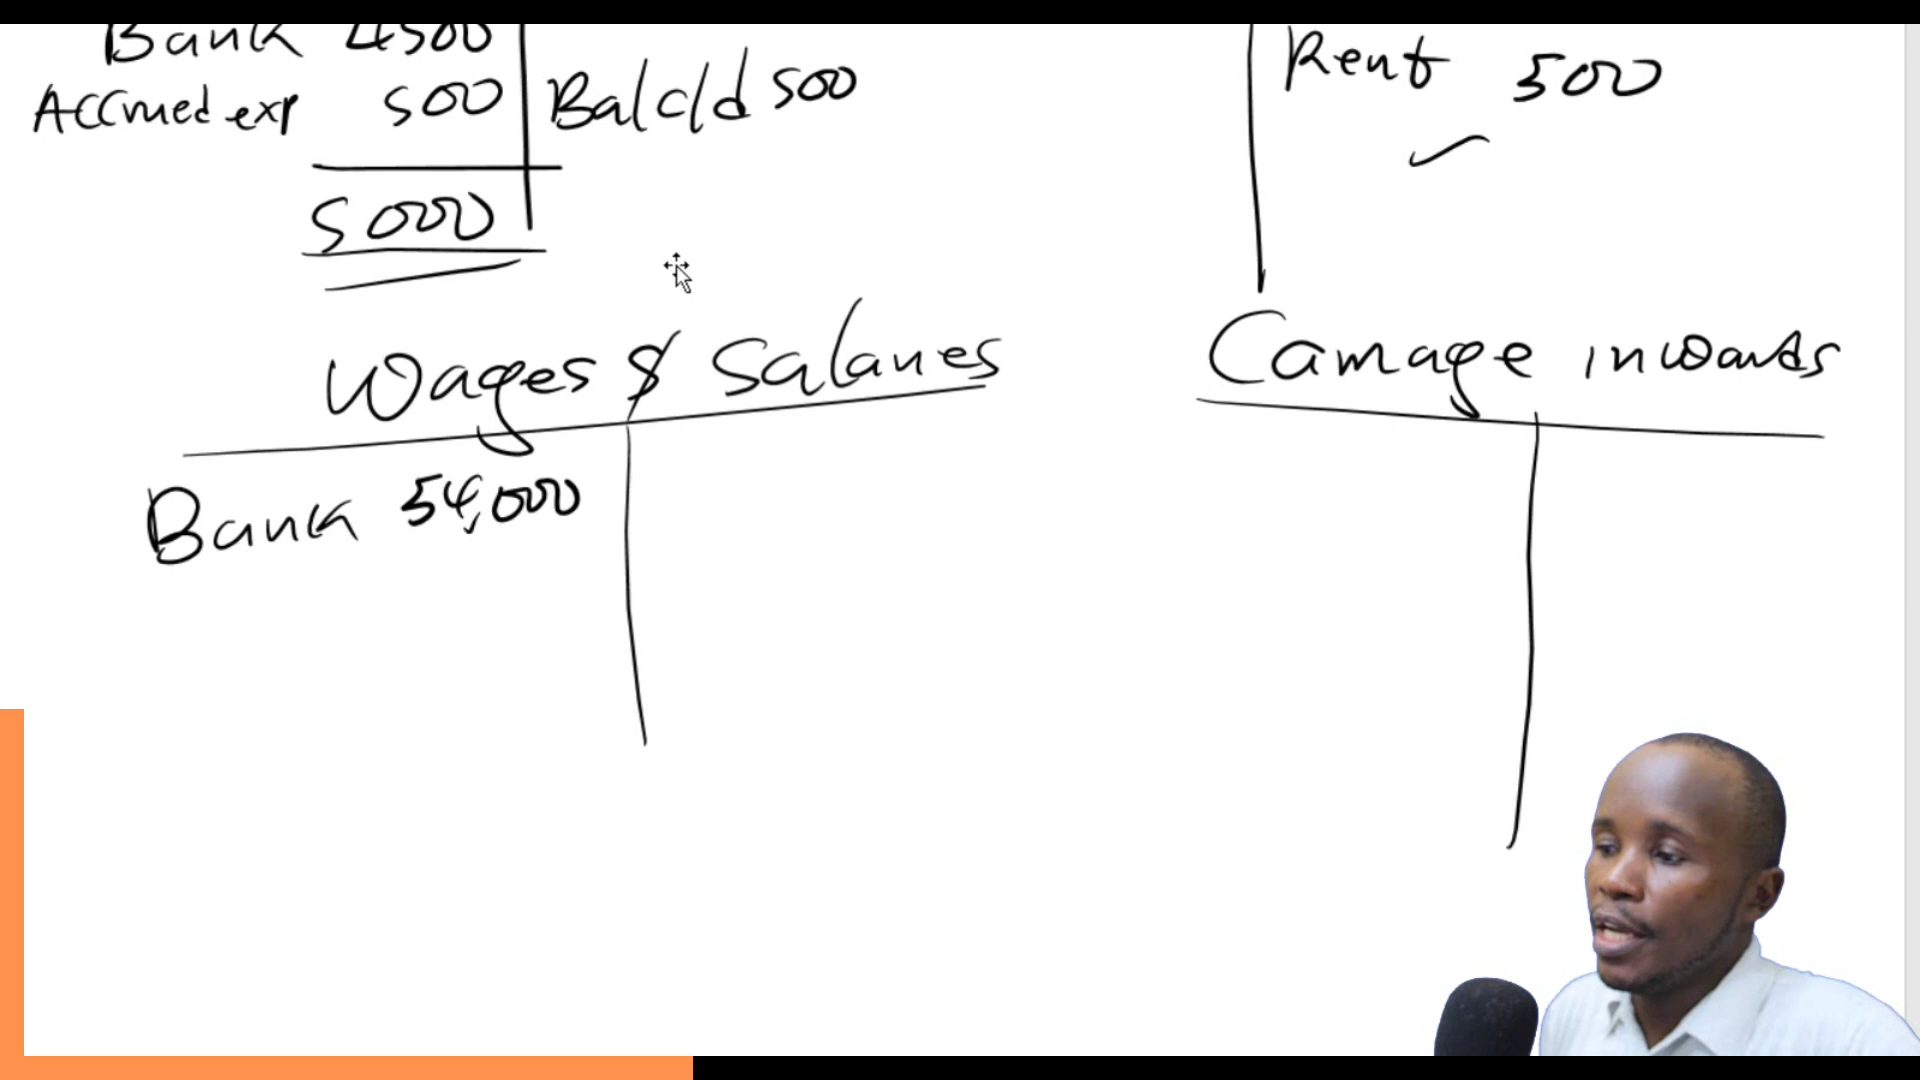 Bank 4500
Accrued exp 500
Bal c/d 500
5000
Rent 500
Wages & Salaries
Bank 54,000
Carriage inwards